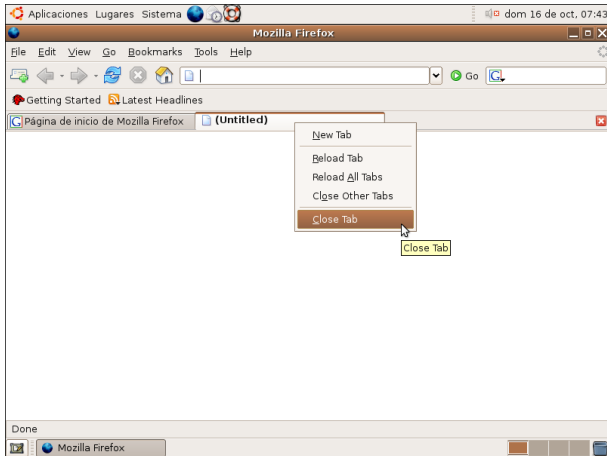 Aplicaciones Lugares Sistema dom 16 de oct, 07:43
Mozilla Firefox
File Edit View Go Bookmarks Tools Help
Go G
Getting Started Latest Headlines
G Página de inicio de Mozilla Firefox (Untitled)
New Tab
Reload Tab
Reload All Tabs
Close Other Tabs
Close Tab
Close Tab
Done
Mozilla Firefox